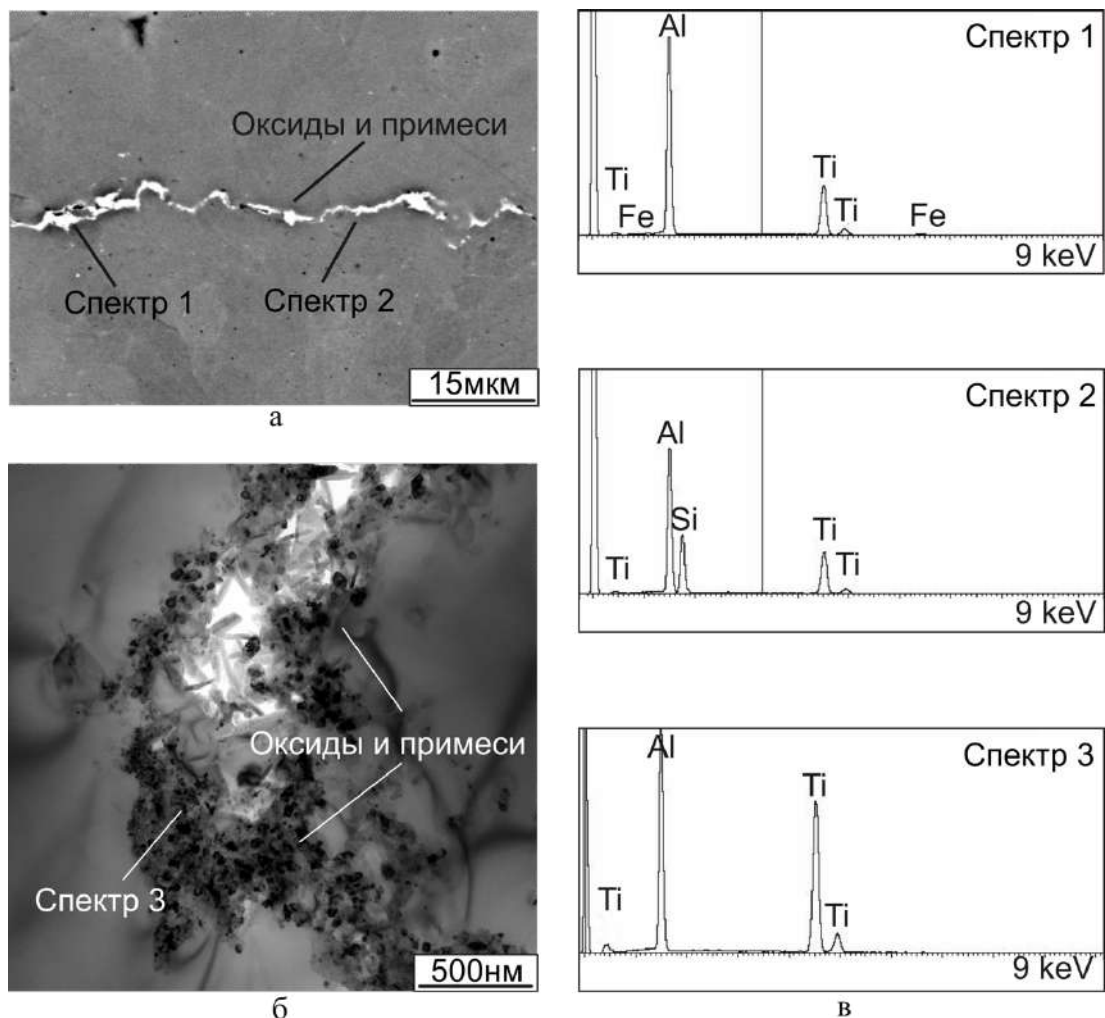 Оксиды и примеси
Спектр 1
Спектр 2
15мкм
а
Оксиды и примеси
Спектр 3
500нм
б
Спектр 1
Al
Ti
Ti
Ti
Fe
Fe
9 keV
Спектр 2
Al
Si
Ti
Ti
Ti
9 keV
Спектр 3
Al
Ti
Ti
Ti
9 keV
в